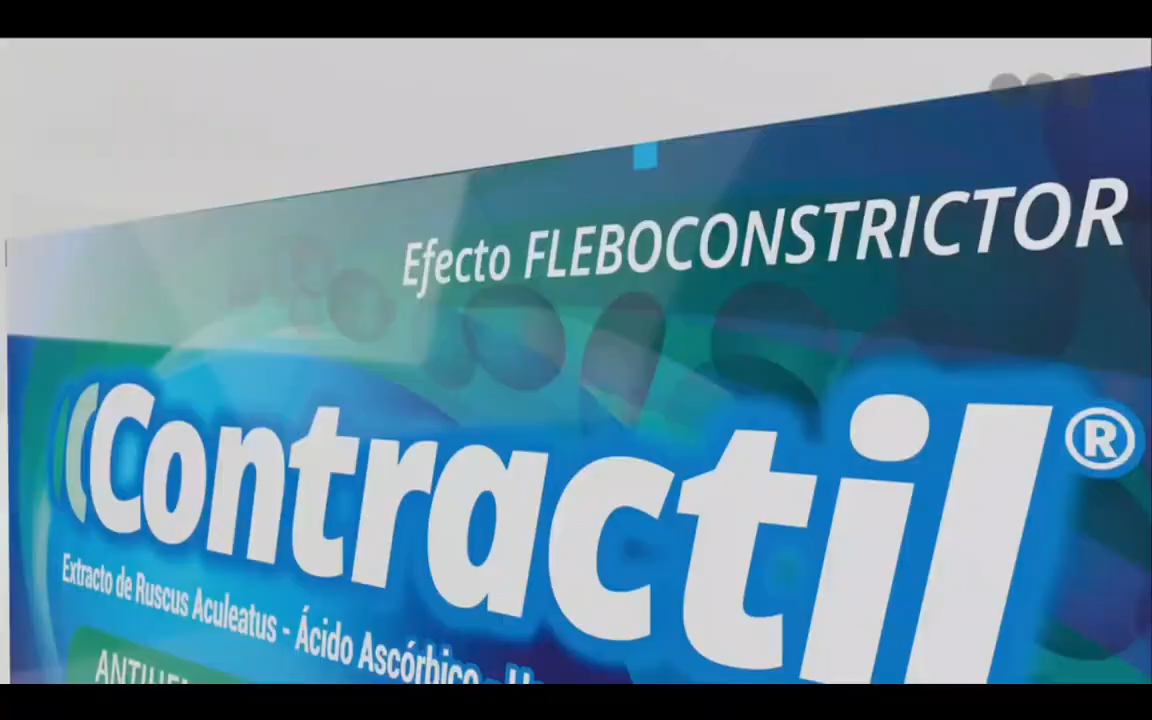 Efecto FLEBOCONSTRICTOR
Contractil®
Extracto de Ruscus Aculeatus - Ácido Ascórbico -